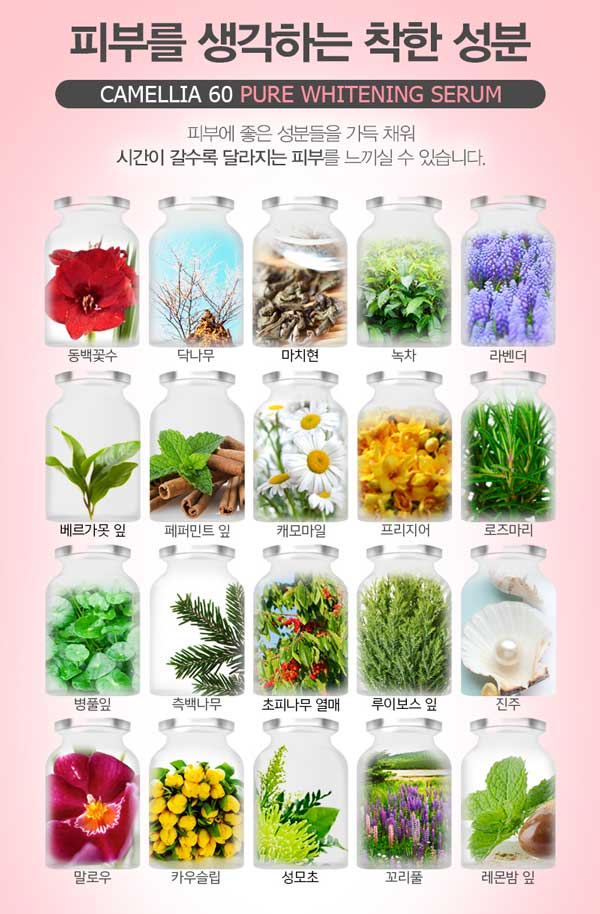 피부를 생각하는 착한 성분
CAMELLIA 60 PURE WHITENING SERUM
피부에 좋은 성분들을 가득 채워
시간이 갈수록 달라지는 피부를 느끼실 수 있습니다.
동백꽃수 닥나무 마치현 녹차 라벤더
베르가못 잎 페퍼민트 잎 캐모마일 프리지어 로즈마리
병풀잎 측백나무 초피나무 열매 루이보스 잎 진주
말로우 카우슬립 성모초 꼬리풀 레몬밤 잎